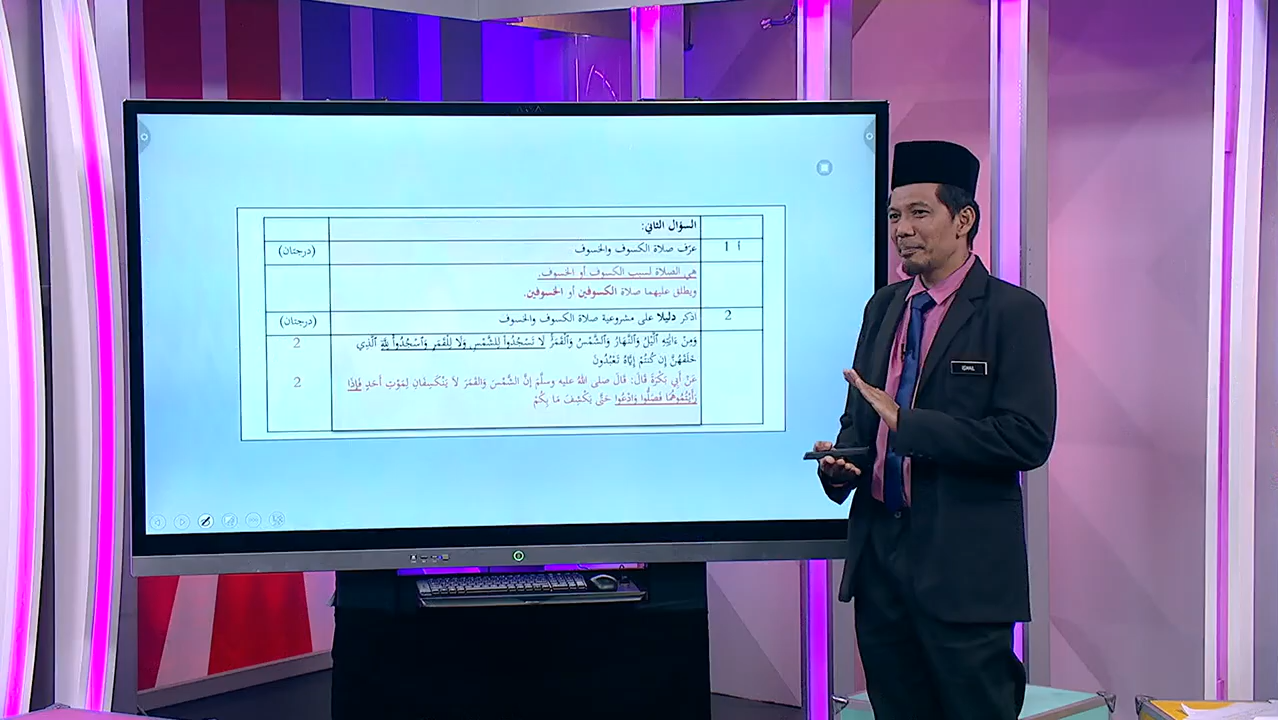 السؤال الثاني:
أ 1 عرّف صلاة الكسوف والخسوف (درجتان)
هي الصلاة لسبب الكسوف أو الخسوف.
ويطلق عليهما صلاة الكسوفين أو الخسوفين.
2 اذكر دليلا على مشروعية صلاة الكسوف والخسوف (درجتان)
وَمِنْ ءَايَٰتِهِ ٱلَّيْلُ وَٱلنَّهَارُ وَٱلشَّمْسُ وَٱلْقَمَرُ لَا تَسْجُدُوا۟ لِلشَّمْسِ وَلَا لِلْقَمَرِ وَٱسْجُدُوا۟ لِلَّهِ ٱلَّذِي 2
خَلَقَهُنَّ إِن كُنتُمْ إِيَّاهُ تَعْبُدُونَ
عَنْ أَبِي بَكْرَةَ قَالَ: قَالَ صلى اللهُ عليه وسلَّمَ إِنَّ الشَّمْسَ وَالقَمَرَ لاَ يَنْكَسِفَانِ لِمَوْتِ أَحَدٍ فَإِذَا 2
رَأَيْتُمُوهُمَا فَصَلُّوا وَادْعُوا حَتَّى يَكْشِفَ مَا بِكُمْ
ISMAIL